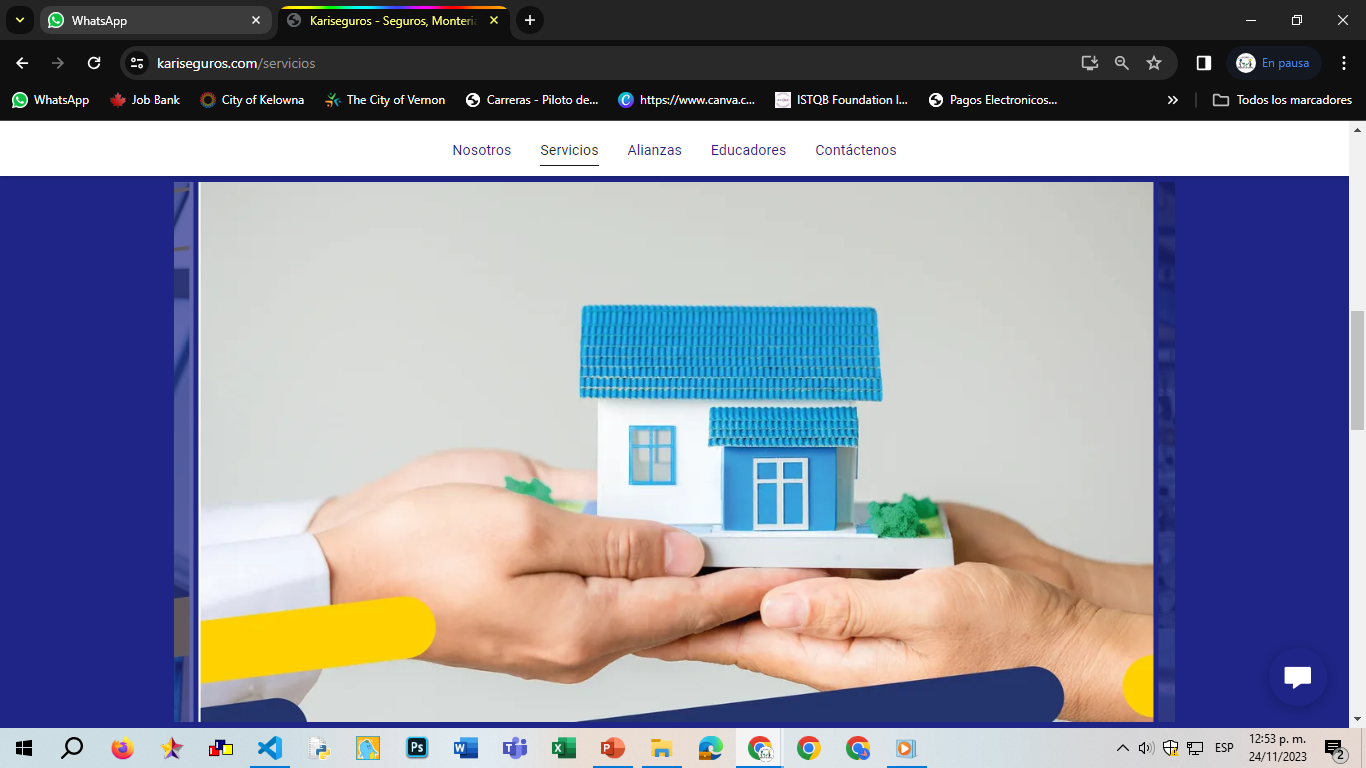 WhatsApp
Kariseguros - Seguros, Monteria
kariseguros.com/servicios
En pausa
WhatsApp
Job Bank
City of Kelowna
The City of Vernon
Carreras - Piloto de...
https://www.canva.c...
ISTQB Foundation l...
Pagos Electronicos...
Todos los marcadores
Nosotros
Servicios
Alianzas
Educadores
Contáctenos
Ps
ESP
12:53 p. m.
24/11/2023
2